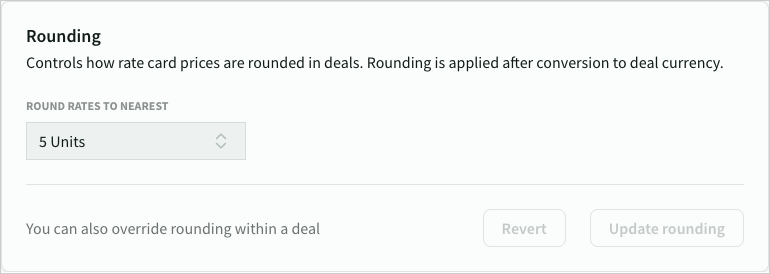 Rounding
Controls how rate card prices are rounded in deals. Rounding is applied after conversion to deal currency.
ROUND RATES TO NEAREST
5 Units
You can also override rounding within a deal
Revert
Update rounding